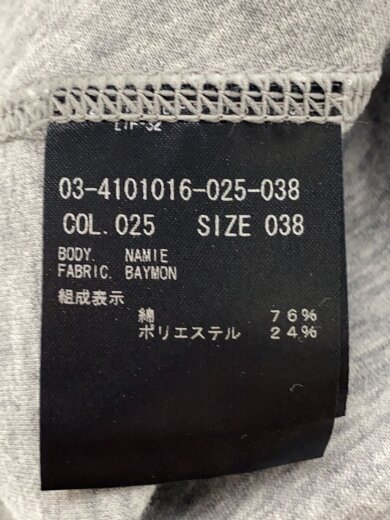 03-4101016-025-038
COL. 025 SIZE 038
BODY. NAMIE
FABRIC. BAYMON
組成表示
綿 76%
ポリエステル 24%